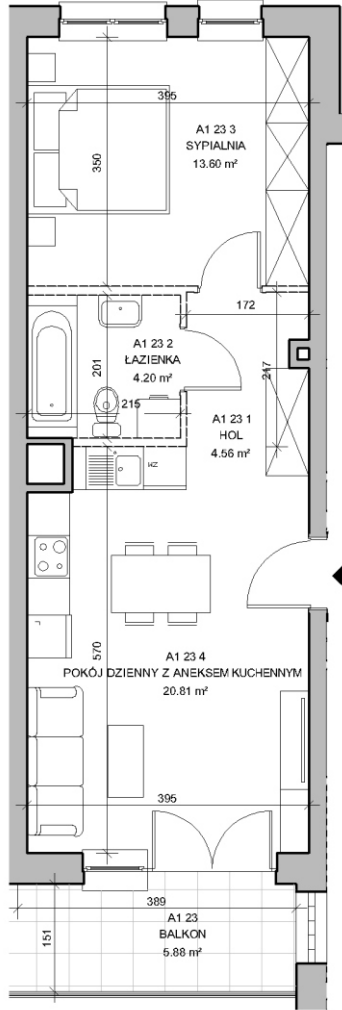 395
A1 23 3
SYPIALNIA
13.60 m²
350
172
A1 23 2
ŁAZIENKA
4.20 m²
201
215
247
A1 23 1
HOL
4.56 m²
WZ
A1 23 4
POKÓJ DZIENNY Z ANEKSEM KUCHENNYM
20.81 m²
570
395
389
A1 23
BALKON
5.88 m²
151